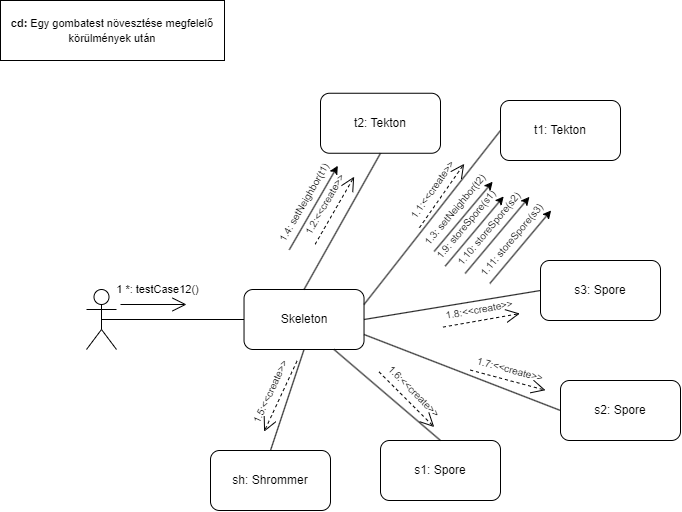 cd: Egy gombatest növesztése megfelelő
körülmények után
t2: Tekton
t1: Tekton
1.4: setNeighbor(t1)
1.2:<<create>>
1.1:<<create>>
1.3: setNeighbor(t2)
1.9: storeSpore(s1)
1.10: storeSpore(s2)
1.11: storeSpore(s3)
1 *: testCase12()
Skeleton
s3: Spore
1.8:<<create>>
1.7:<<create>>
1.6:<<create>>
1.5:<<create>>
s2: Spore
sh: Shrommer
s1: Spore